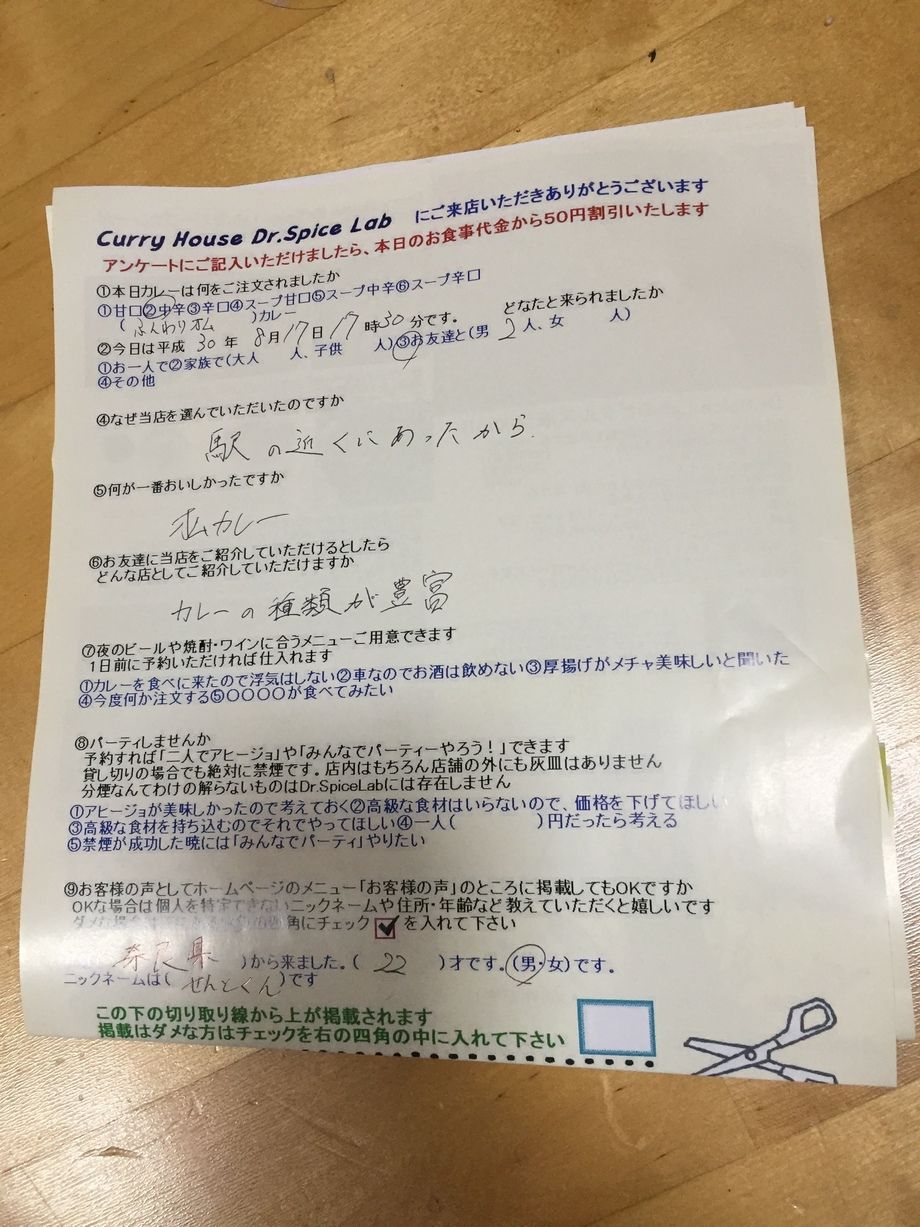 Curry House Dr.Spice Lab にご来店いただきありがとうございます
アンケートにご記入いただけましたら、本日のお食事代金から50円割引いたします
①本日カレーは何をご注文されましたか
①甘口②中辛③辛口④スープ甘口⑤スープ中辛⑥スープ辛口
(ふんわりオム)カレー
②今日は平成 30 年 8月17日 17 時30分です。 どなたと来られましたか
①お一人で②家族で(大人 人、子供 人)③お友達と(男 2人、女 人)
④その他
④なぜ当店を選んでいただいたのですか
駅の近くにあったから.
⑤何が一番おいしかったですか
オムカレー
⑥お友達に当店をご紹介していただけるとしたら
どんな店としてご紹介していただけますか
カレーの種類が豊富
⑦夜のビールや焼酎・ワインに合うメニューご用意できます
1日前に予約いただければ仕入れます
①カレーを食べに来たので浮気はしない②車なのでお酒は飲めない③厚揚げがメチャ美味しいと聞いた
④今度何か注文する⑤〇〇〇〇が食べてみたい
⑧パーティしませんか
予約すれば「二人でアヒージョ」や「みんなでパーティーやろう！」できます
貸し切りの場合でも絶対に禁煙です。店内はもちろん店舗の外にも灰皿はありません
分煙なんてわけの解らないものはDr.SpiceLabには存在しません
①アヒージョが美味しかったので考えておく②高級な食材はいらないので、価格を下げてほしい
③高級な食材を持ち込むのでそれでやってほしい④一人( )円だったら考える
⑤禁煙が成功した暁には「みんなでパーティ」やりたい
⑨お客様の声としてホームページのメニュー「お客様の声」のところに掲載してもOKですか
OKな場合は個人を特定できないニックネームや住所・年齢など教えていただくと嬉しいです
ダメな場合は 四角にチェック を入れて下さい
奈良県 )から来ました。( 22 )才です。(男・女)です。
ニックネームは( せんとくん)です
この下の切り取り線から上が掲載されます
掲載はダメな方はチェックを右の四角の中に入れて下さい